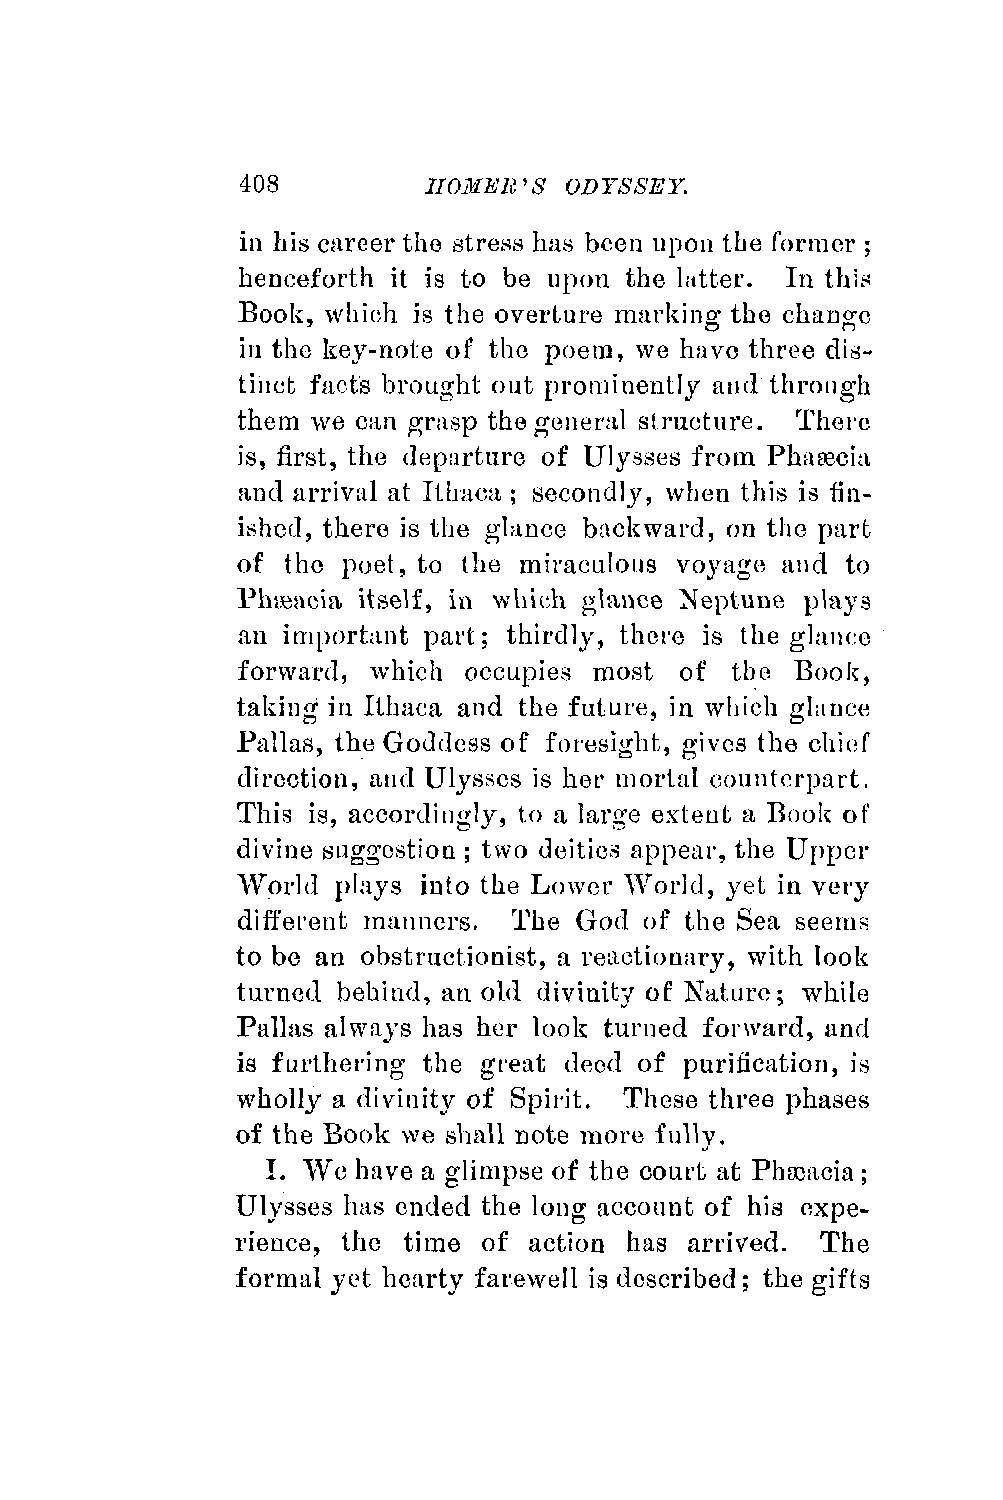 408 HOMER'S ODYSSEY.
in his career the stress has been upon the former ;
henceforth it is to be upon the latter. In this
Book, which is the overture marking the change
in the key-note of the poem, we have three dis-
tinct facts brought out prominently and through
them we can grasp the general structure. There
is, first, the departure of Ulysses from Phaæcia
and arrival at Ithaca ; secondly, when this is fin-
ished, there is the glance backward, on the part
of the poet, to the miraculous voyage and to
Phæacia itself, in which glance Neptune plays
an important part; thirdly, there is the glance
forward, which occupies most of the Book,
taking in Ithaca and the future, in which glance
Pallas, the Goddess of foresight, gives the chief
direction, and Ulysses is her mortal counterpart.
This is, accordingly, to a large extent a Book of
divine suggestion ; two deities appear, the Upper
World plays into the Lower World, yet in very
different manners. The God of the Sea seems
to be an obstructionist, a reactionary, with look
turned behind, an old divinity of Nature; while
Pallas always has her look turned forward, and
is furthering the great deed of purification, is
wholly a divinity of Spirit. These three phases
of the Book we shall note more fully.
I. We have a glimpse of the court at Phæacia;
Ulysses has ended the long account of his expe-
rience, the time of action has arrived. The
formal yet hearty farewell is described; the gifts